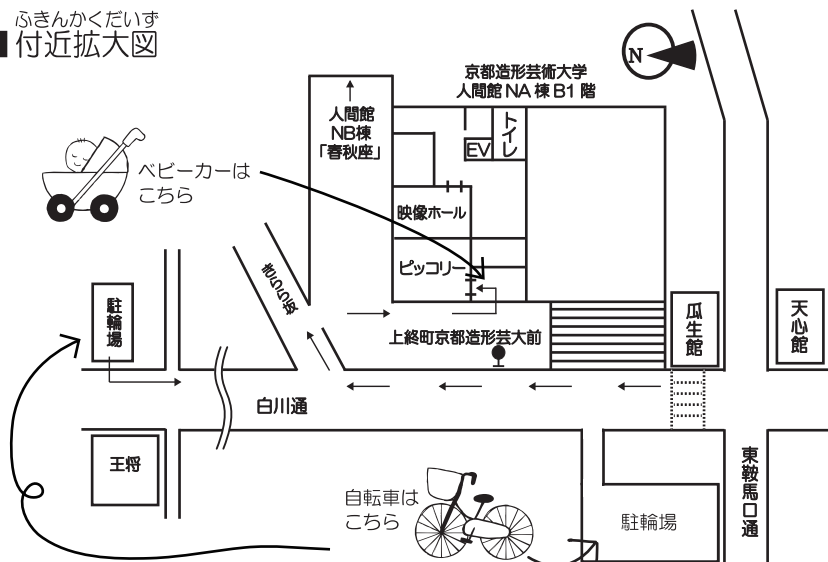 ふきんかくだいず
付近拡大図
N
京都造形芸術大学
人間館 NA 棟 B1 階
人間館
NB棟
「春秋座」
トイレ
EV
ベビーカーは
こちら
映像ホール
ピッコリー
きらら坂
駐輪場
上終町京都造形芸大前
瓜生館
天心館
白川通
王将
自転車は
こちら
駐輪場
東鞍馬口通